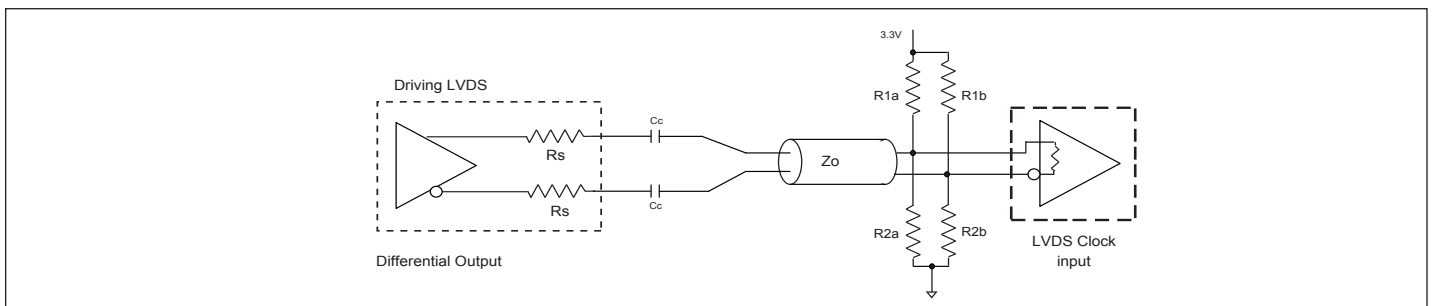 3.3V
Driving LVDS
R1a
R1b
Cc
Rs
Zo
Rs
Cc
R2a
R2b
LVDS Clock
input
Differential Output